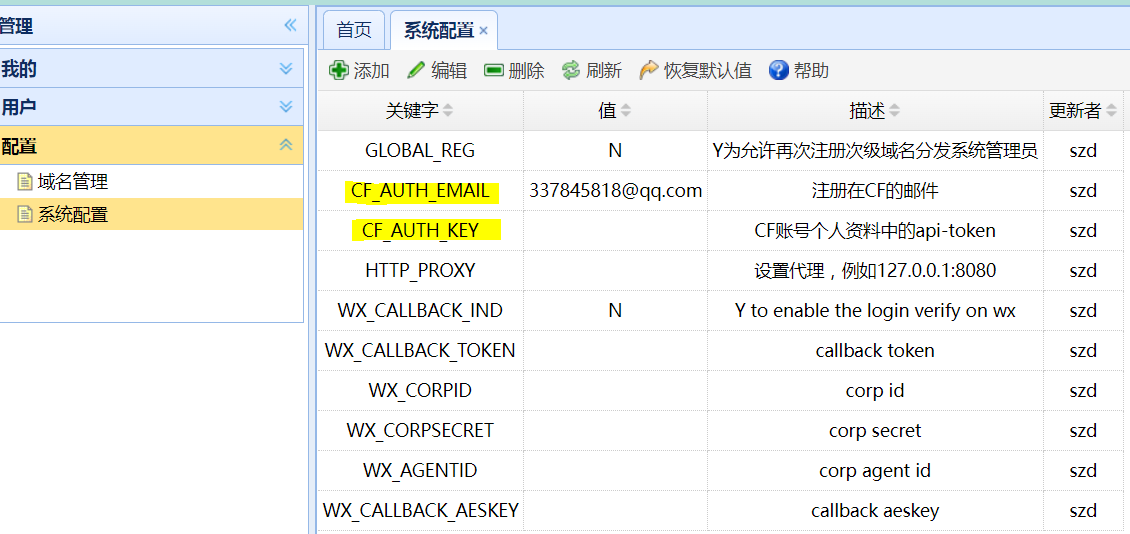 管理
我的
用户
配置
域名管理
系统配置
首页 系统配置
添加 编辑 删除 刷新 恢复默认值 帮助
关键字 值 描述 更新者
GLOBAL_REG N Y为允许再次注册次级域名分发系统管理员 szd
CF_AUTH_EMAIL 337845818@qq.com 注册在CF的邮件 szd
CF_AUTH_KEY CF账号个人资料中的api-token szd
HTTP_PROXY 设置代理，例如127.0.0.1:8080 szd
WX_CALLBACK_IND N Y to enable the login verify on wx szd
WX_CALLBACK_TOKEN callback token szd
WX_CORPID corp id szd
WX_CORPSECRET corp secret szd
WX_AGENTID corp agent id szd
WX_CALLBACK_AESKEY callback aeskey szd